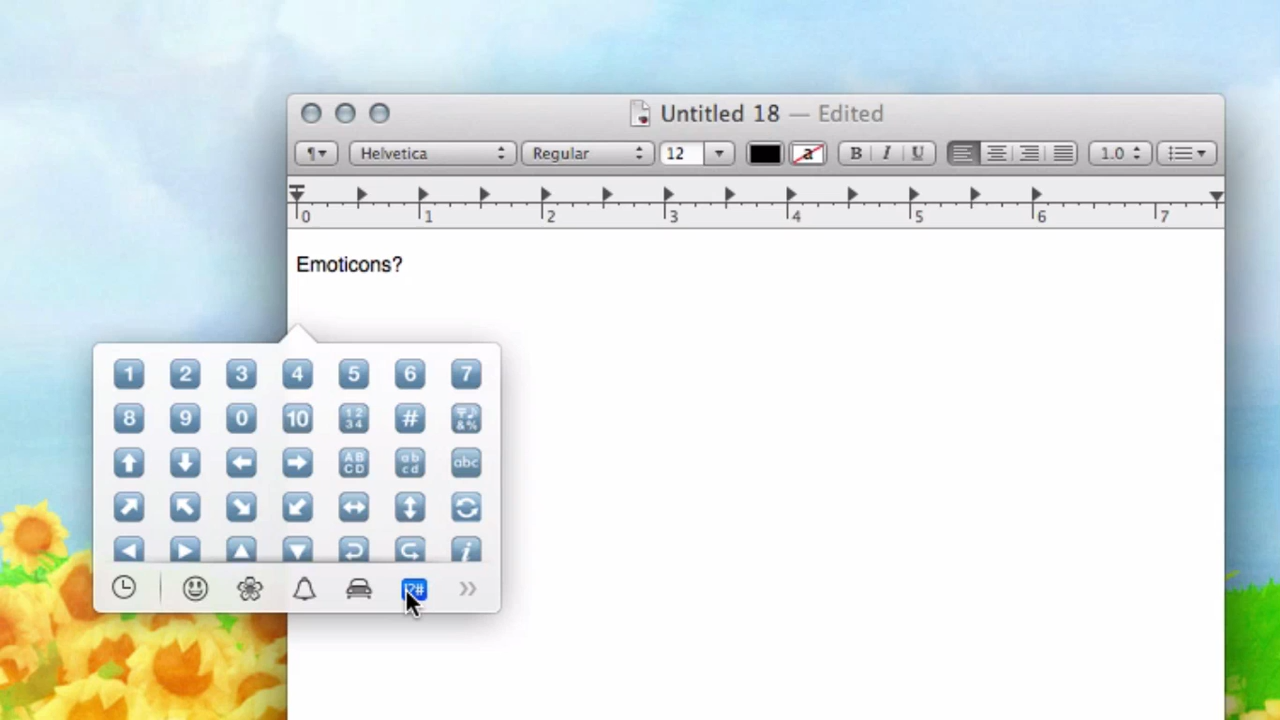 Untitled 18 — Edited
¶ Helvetica Regular 12 a B I U 1.0
0 1 2 3 4 5 6 7
Emoticons?
1 2 3 4 5 6 7
8 9 0 10 1234 # 〒♪&%
ABCD abcd abc
i
!?#